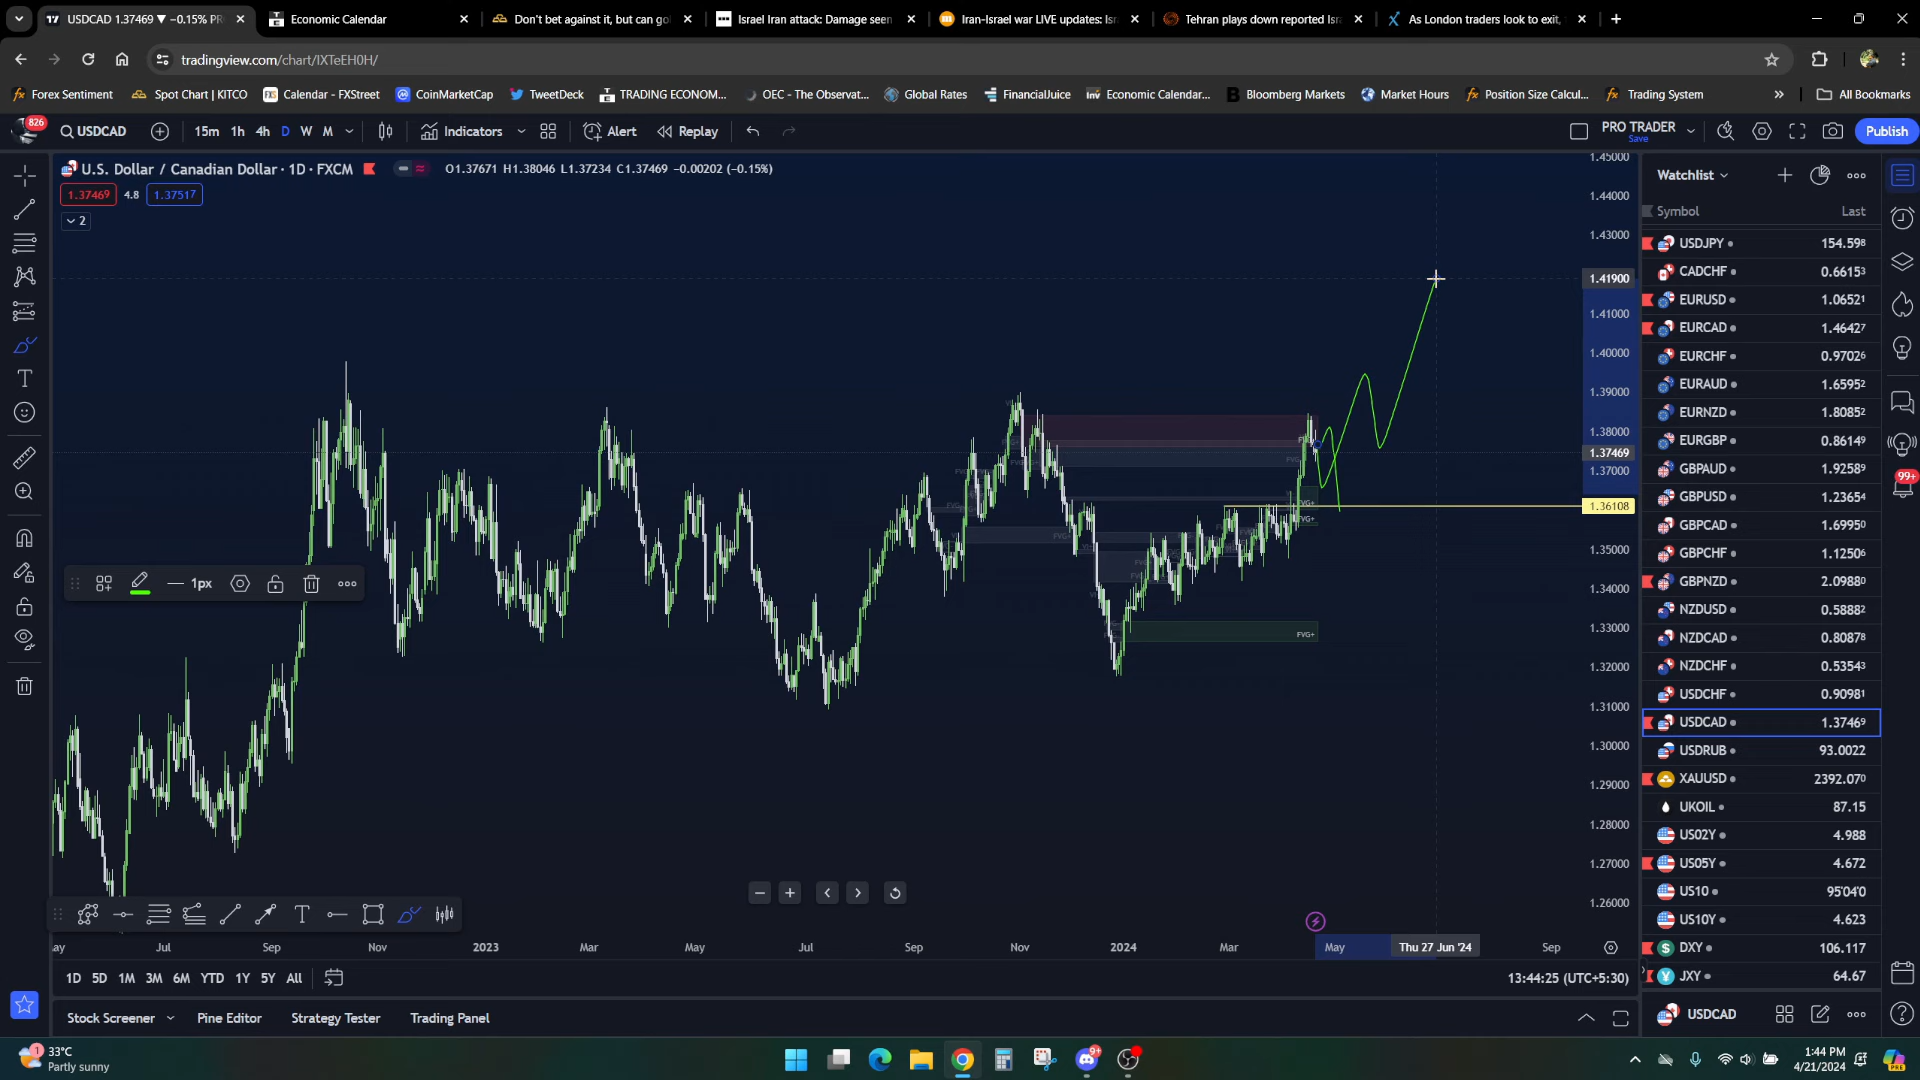 USDCAD 1.37469 ▼ −0.15% PR
Economic Calendar
Don't bet against it, but can go
Israel Iran attack: Damage seen
Iran-Israel war LIVE updates: Isr
Tehran plays down reported Isra
As London traders look to exit,
tradingview.com/chart/IXTeEH0H/
Forex Sentiment
Spot Chart | KITCO
Calendar - FXStreet
CoinMarketCap
TweetDeck
TRADING ECONOM...
OEC - The Observat...
Global Rates
FinancialJuice
Economic Calendar...
Bloomberg Markets
Market Hours
Position Size Calcul...
Trading System
All Bookmarks
826
USDCAD
15m 1h 4h D W M
Indicators
Alert
Replay
PRO TRADER
Save
Publish
U.S. Dollar / Canadian Dollar · 1D · FXCM
O1.37671 H1.38046 L1.37234 C1.37469 −0.00202 (−0.15%)
1.37469 4.8 1.37517
2
1.45000
1.44000
1.43000
1.41900
1.41000
1.40000
1.39000
1.38000
1.37469
1.37000
1.36108
1.35000
1.34000
1.33000
1.32000
1.31000
1.30000
1.29000
1.28000
1.27000
1.26000
FVG+
FVG+
FVG+
1px
Jul Sep Nov 2023 Mar May Jul Sep Nov 2024 Mar May Thu 27 Jun '24 Sep
1D 5D 1M 3M 6M YTD 1Y 5Y All
13:44:25 (UTC+5:30)
Stock Screener
Pine Editor
Strategy Tester
Trading Panel
Watchlist
Symbol Last
USDJPY 154.598
CADCHF 0.66153
EURUSD 1.06521
EURCAD 1.46427
EURCHF 0.97026
EURAUD 1.65952
EURNZD 1.80852
EURGBP 0.86149
GBPAUD 1.92589
GBPUSD 1.23654
GBPCAD 1.69950
GBPCHF 1.12506
GBPNZD 2.09880
NZDUSD 0.58882
NZDCAD 0.80878
NZDCHF 0.53543
USDCHF 0.90981
USDCAD 1.37469
USDRUB 93.0022
XAUUSD 2392.070
UKOIL 87.15
US02Y 4.988
US05Y 4.672
US10 95'04'0
US10Y 4.623
DXY 106.117
JXY 64.67
USDCAD
99+
1
33°C
Partly sunny
9+
1:44 PM
4/21/2024
PRE